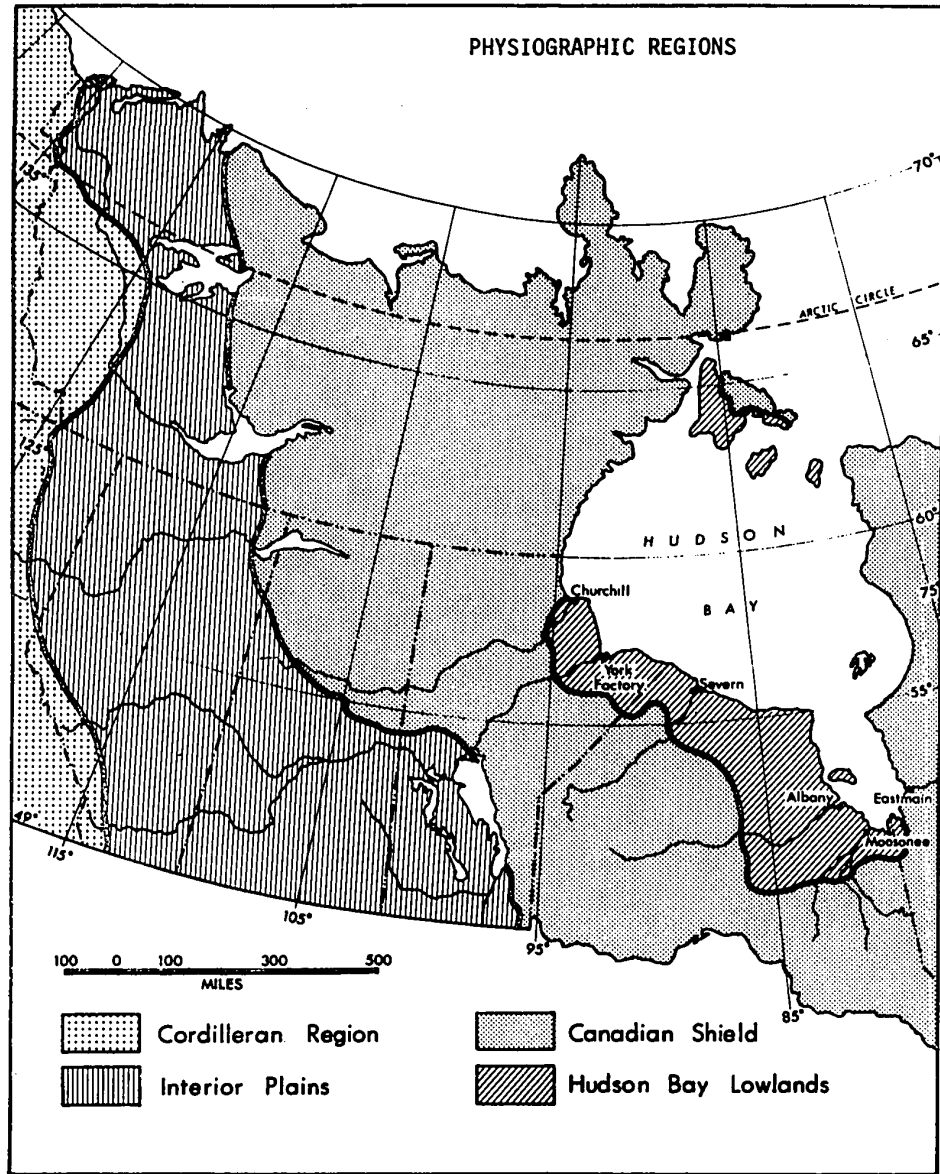 PHYSIOGRAPHIC REGIONS
135°
70°
ARCTIC CIRCLE
65°
125°
60°
HUDSON
BAY
75°
Churchill
York
Factory
Severn
55°
Albany
Eastmain
Moosonee
49°
115°
105°
95°
85°
100 0 100 300 500
MILES
Cordilleran Region
Canadian Shield
Interior Plains
Hudson Bay Lowlands